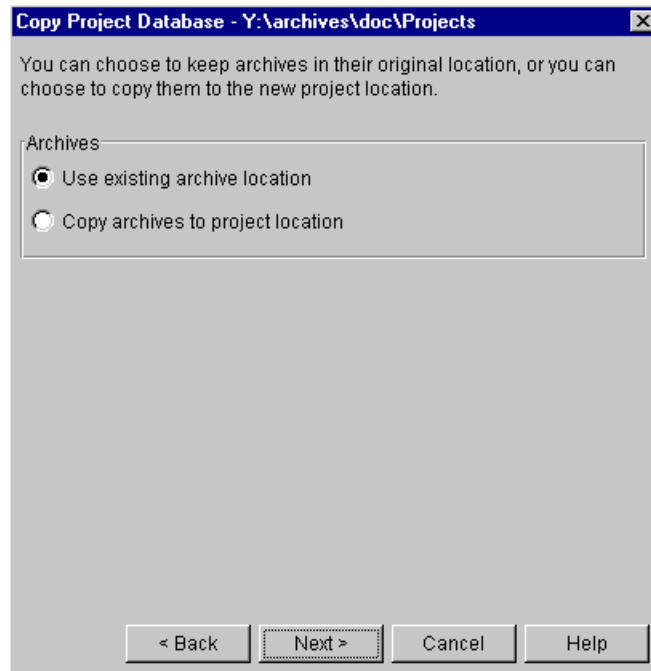 Copy Project Database - Y:\archives\doc\Projects
You can choose to keep archives in their original location, or you can
choose to copy them to the new project location.
Archives
Use existing archive location
Copy archives to project location
< Back
Next >
Cancel
Help